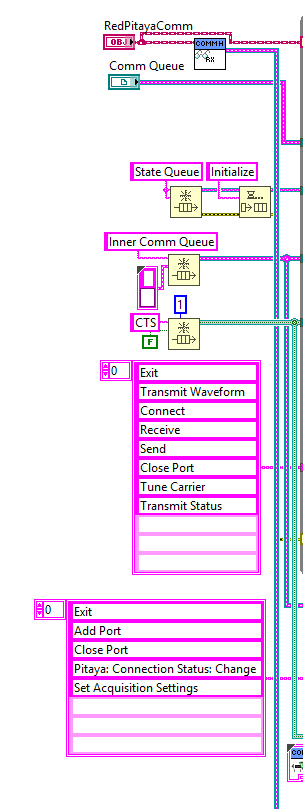 RedPitayaComm
OBJ
COMMH
RX
Comm Queue
State Queue
Initialize
Inner Comm Queue
1
CTS
F
0
Exit
Transmit Waveform
Connect
Receive
Send
Close Port
Tune Carrier
Transmit Status
0
Exit
Add Port
Close Port
Pitaya: Connection Status: Change
Set Acquisition Settings